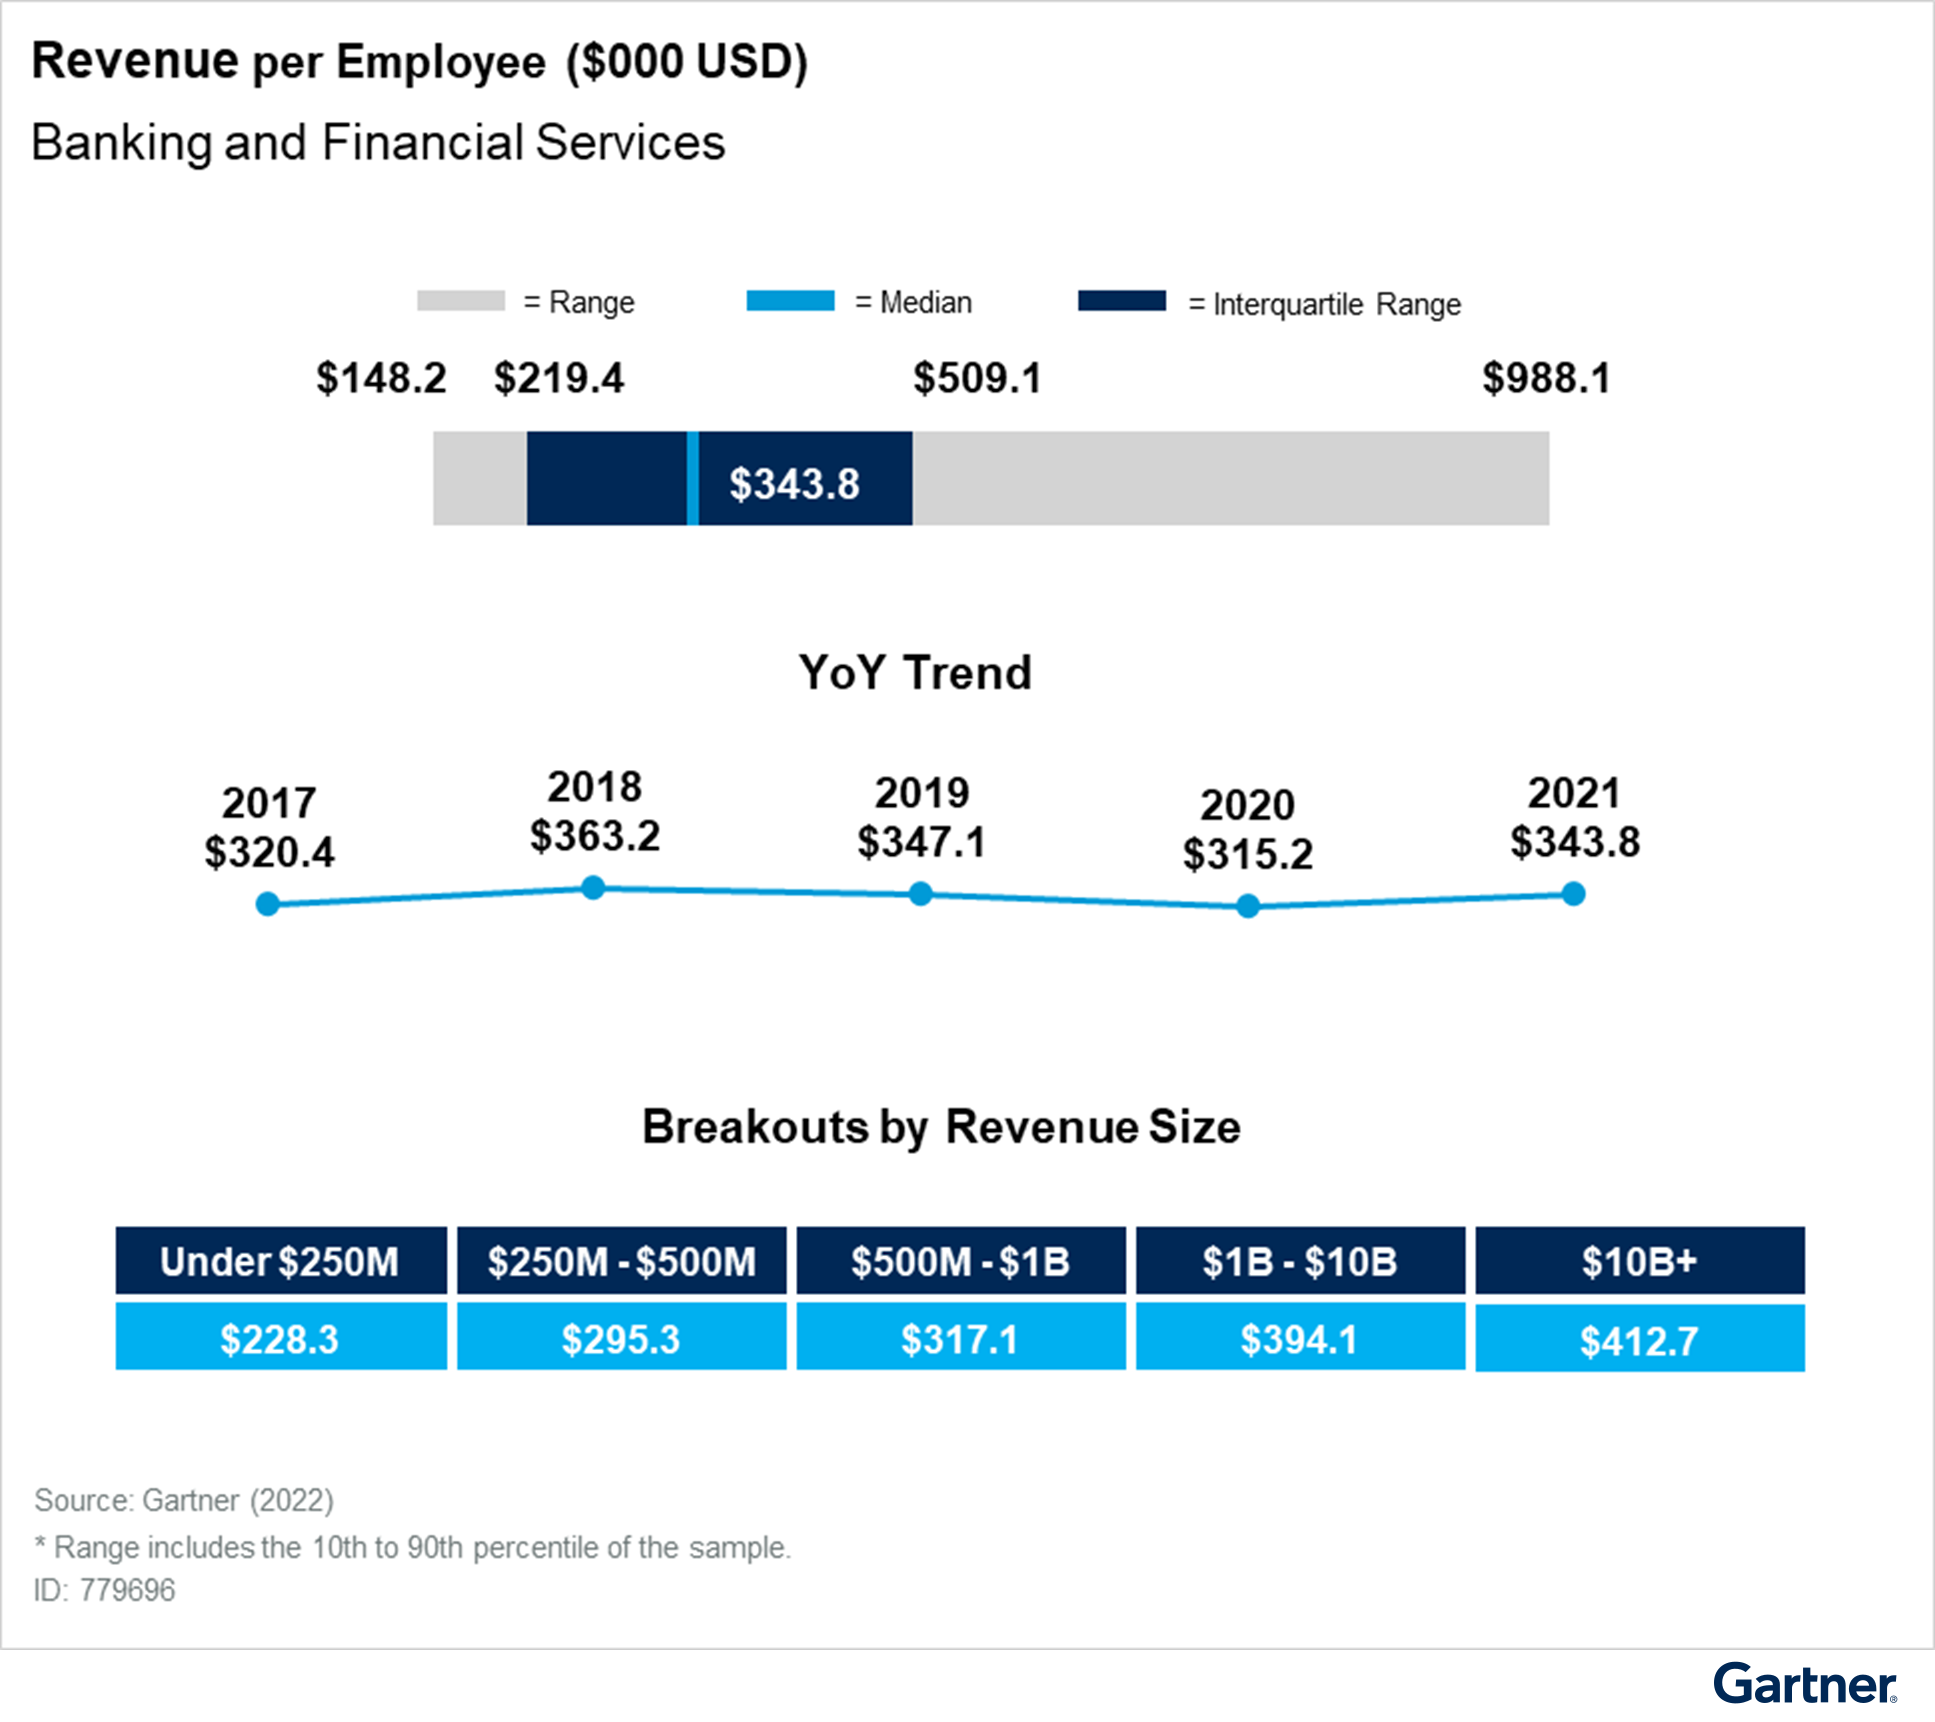 Revenue per Employee ($000 USD)
Banking and Financial Services
= Range = Median = Interquartile Range
$148.2 $219.4 $509.1 $988.1
$343.8
YoY Trend
2017 2018 2019 2020 2021
$320.4 $363.2 $347.1 $315.2 $343.8
Breakouts by Revenue Size
Under $250M $250M - $500M $500M - $1B $1B - $10B $10B+
$228.3 $295.3 $317.1 $394.1 $412.7
Source: Gartner (2022)
* Range includes the 10th to 90th percentile of the sample.
ID: 779696
Gartner®